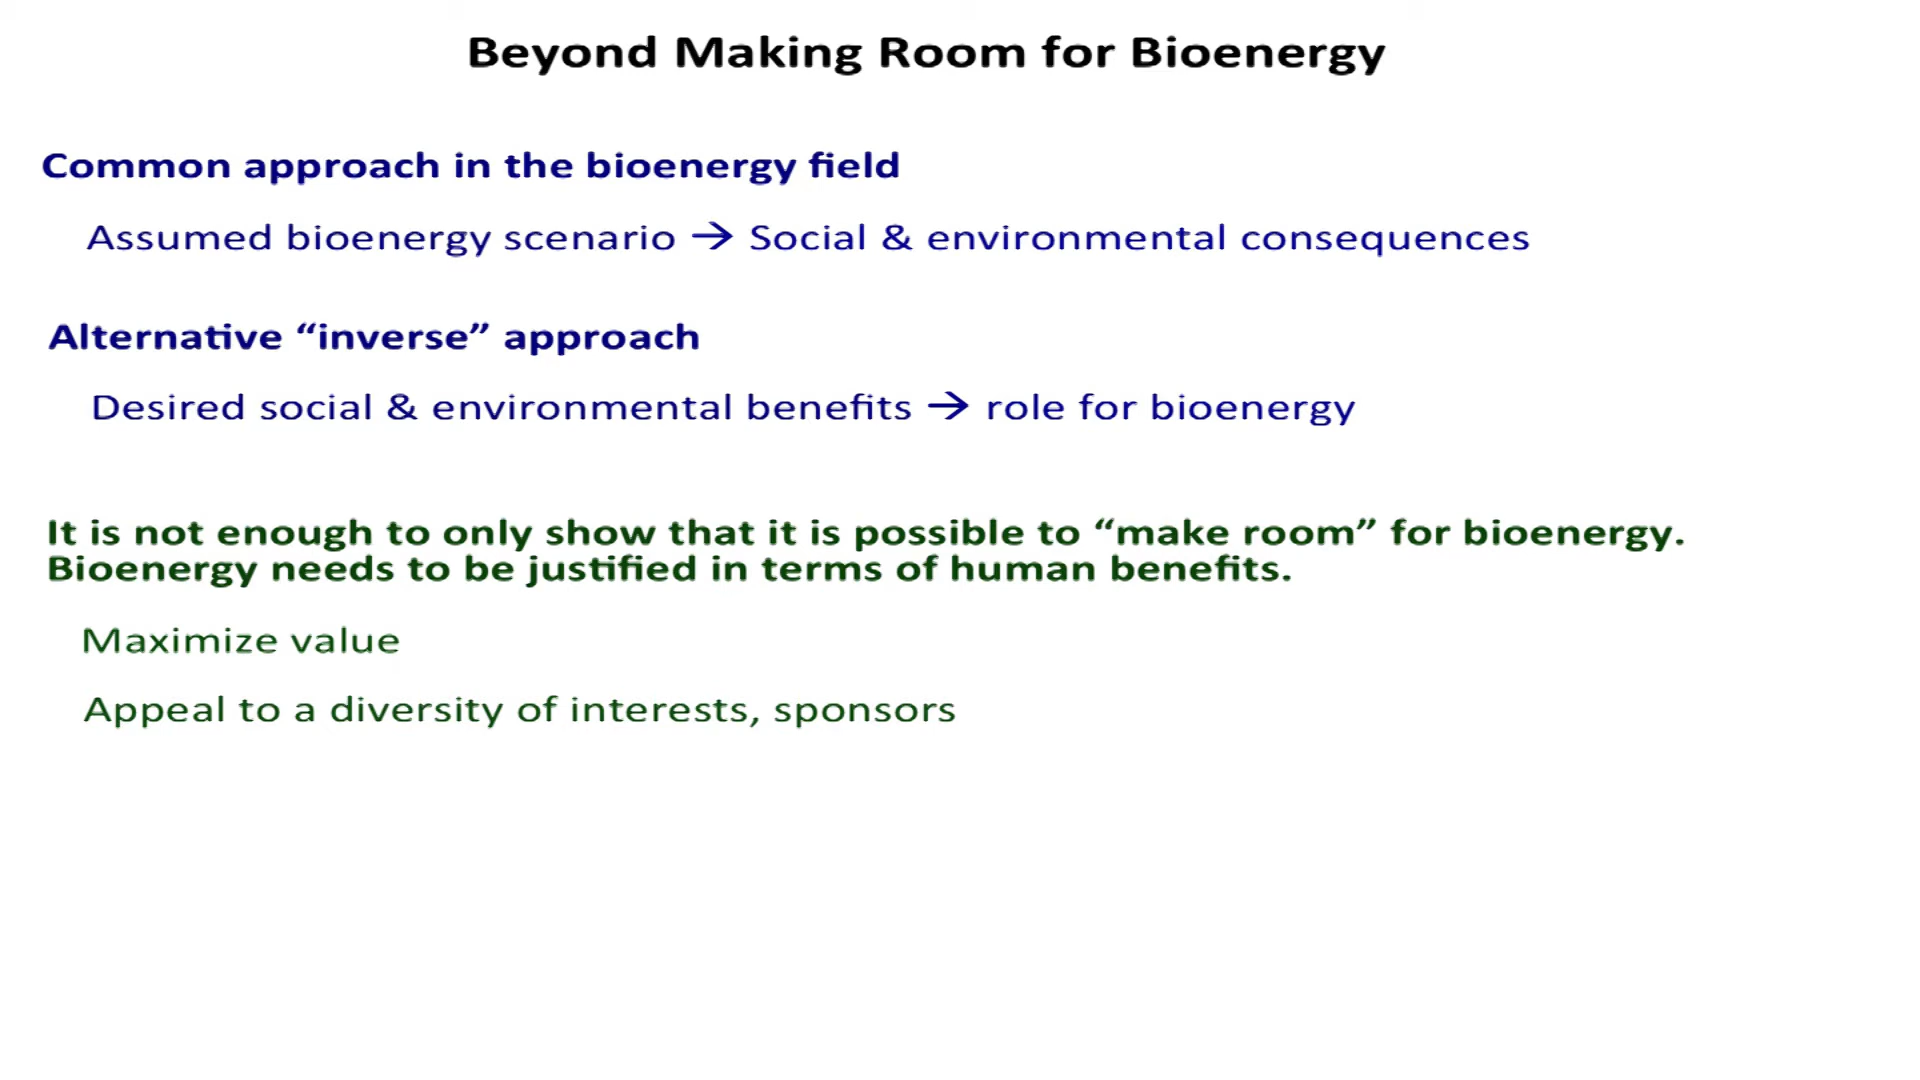 Beyond Making Room for Bioenergy
Common approach in the bioenergy field
Assumed bioenergy scenario → Social & environmental consequences
Alternative “inverse” approach
Desired social & environmental benefits → role for bioenergy
It is not enough to only show that it is possible to “make room” for bioenergy.
Bioenergy needs to be justified in terms of human benefits.
Maximize value
Appeal to a diversity of interests, sponsors